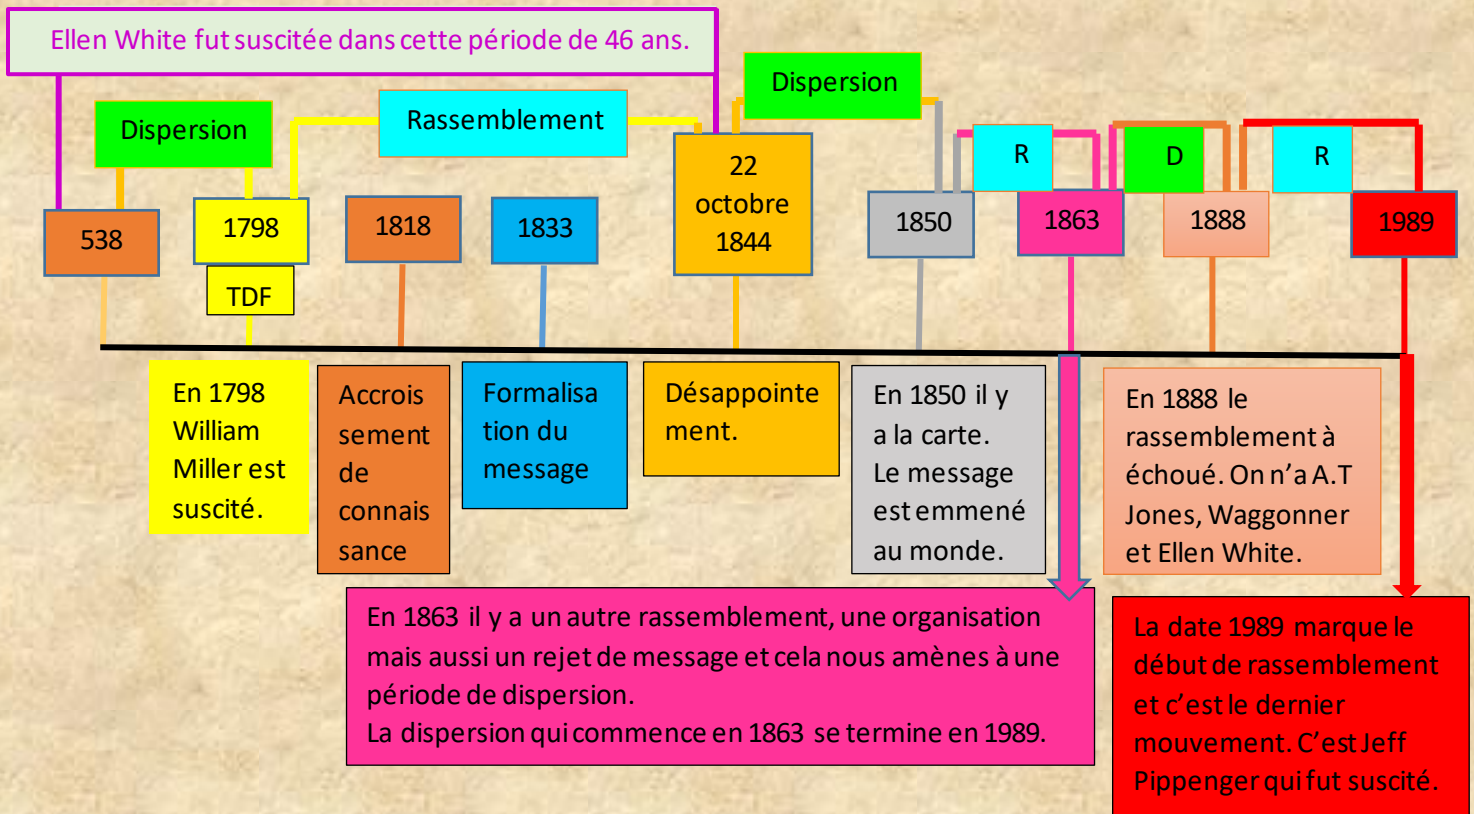 Ellen White fut suscitée dans cette période de 46 ans.
Dispersion
Rassemblement
Dispersion
R
D
R
538
1798
TDF
1818
1833
22
octobre
1844
1850
1863
1888
1989
En 1798
William
Miller est
suscité.
Accrois
sement
de
connais
sance
Formalisa
tion du
message
Désappointe
ment.
En 1850 il y
a la carte.
Le message
est emmené
au monde.
En 1888 le
rassemblement à
échoué. On n’a A.T
Jones, Waggonner
et Ellen White.
En 1863 il y a un autre rassemblement, une organisation
mais aussi un rejet de message et cela nous amènes à une
période de dispersion.
La dispersion qui commence en 1863 se termine en 1989.
La date 1989 marque le
début de rassemblement
et c’est le dernier
mouvement. C’est Jeff
Pippenger qui fut suscité.